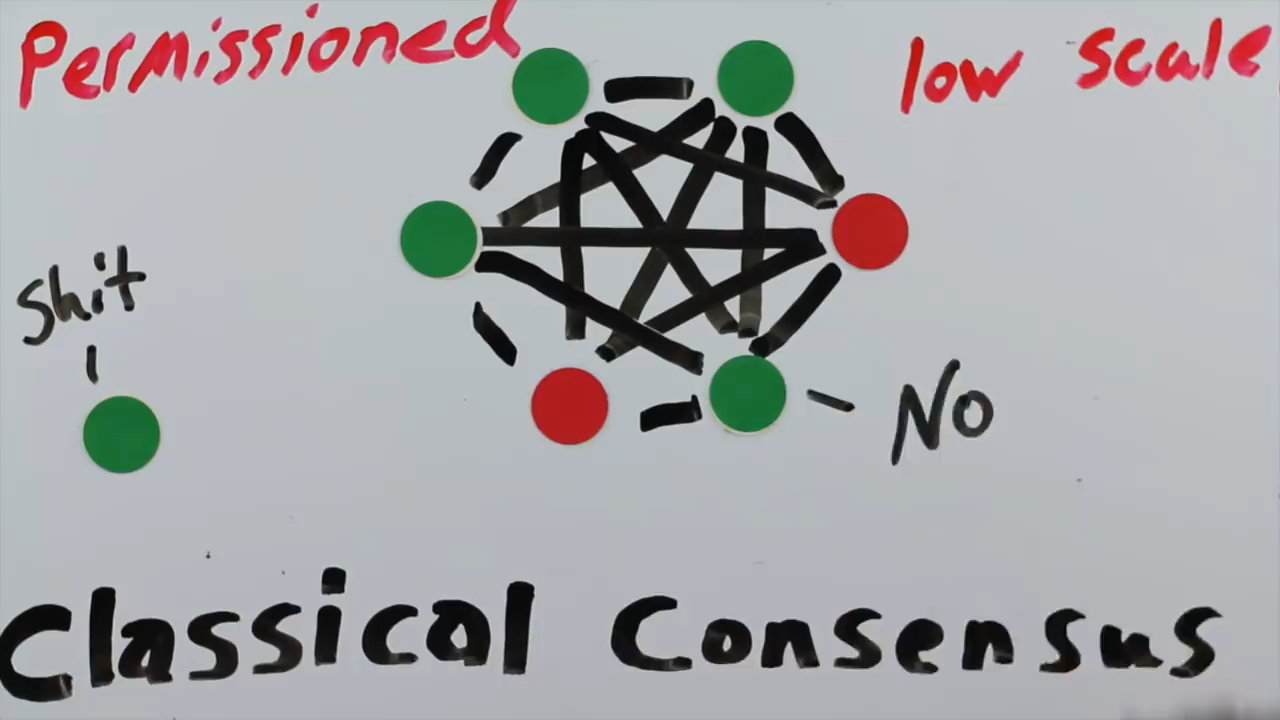 Permissioned
low scale
Shit
No
Classical Consensus